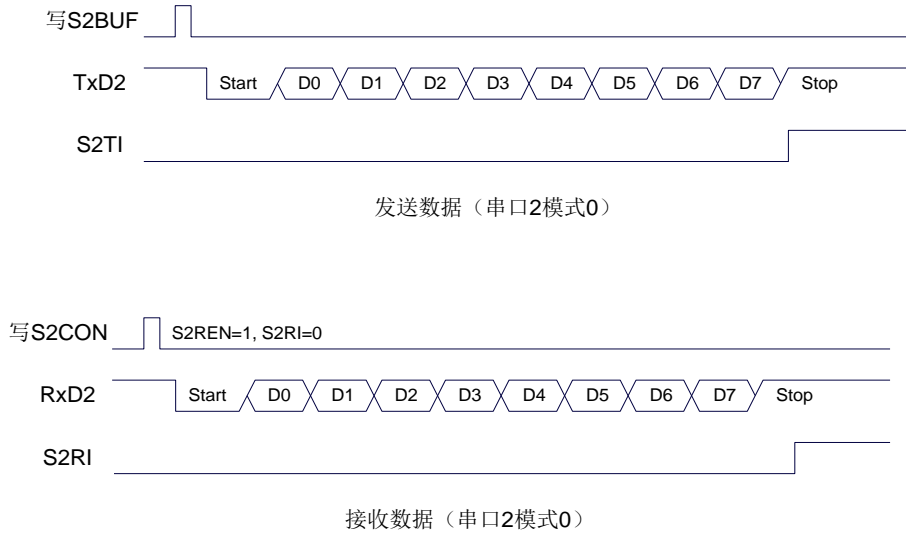 写S2BUF
TxD2 Start D0 D1 D2 D3 D4 D5 D6 D7 Stop
S2TI
发送数据（串口2模式0）
写S2CON S2REN=1, S2RI=0
RxD2 Start D0 D1 D2 D3 D4 D5 D6 D7 Stop
S2RI
接收数据（串口2模式0）